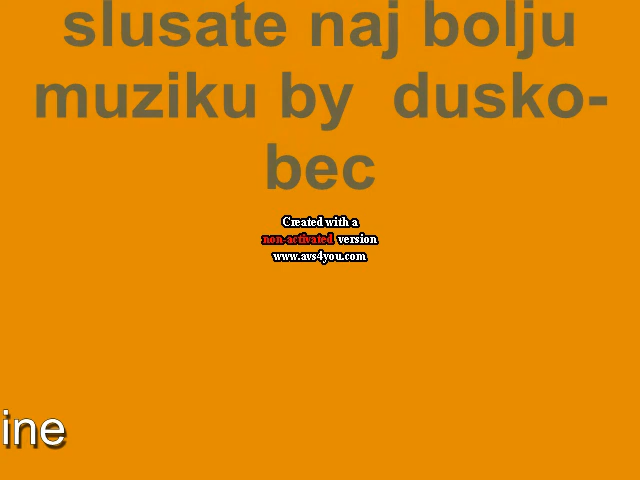 slusate naj bolju
muziku by dusko-
bec
Created with a
non-activated version
www.avs4you.com
ine